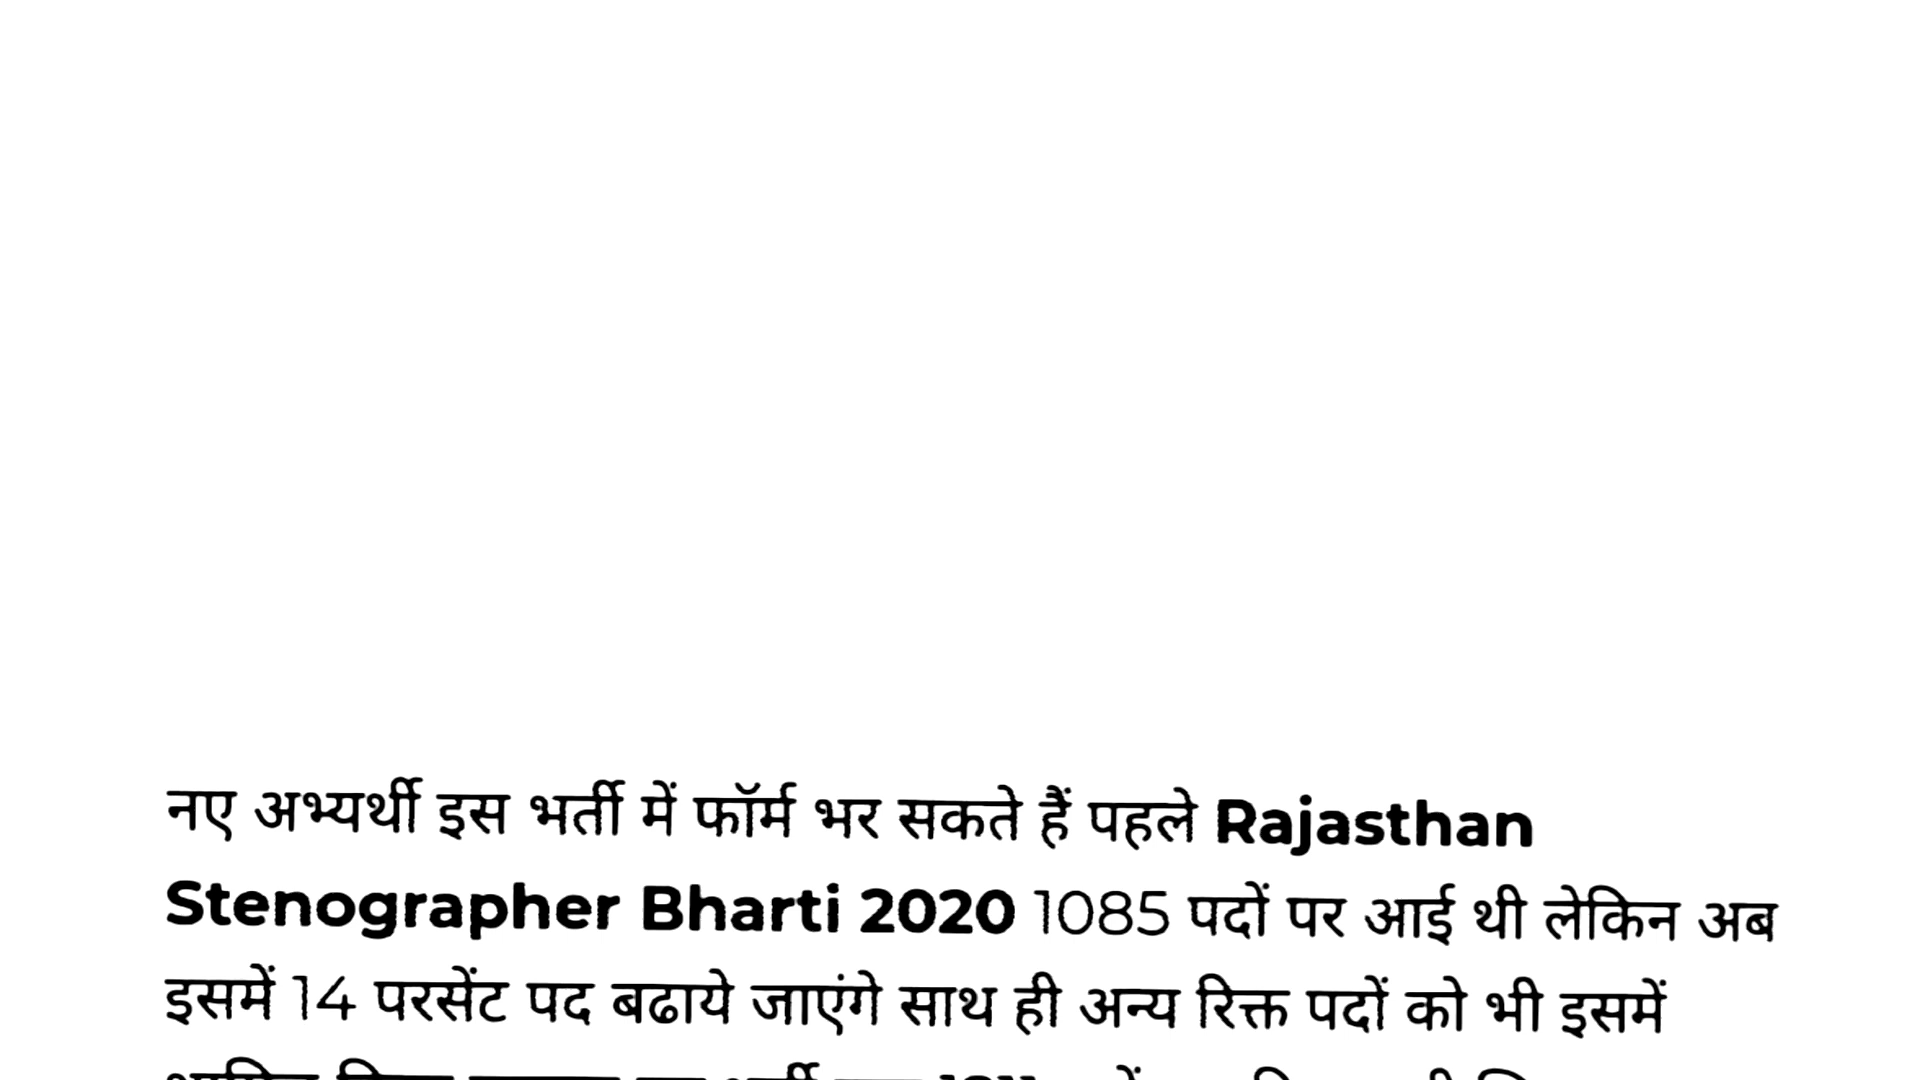 नए अभ्यर्थी इस भर्ती में फॉर्म भर सकते हैं पहले Rajasthan
Stenographer Bharti 2020 1085 पदों पर आई थी लेकिन अब
इसमें 14 परसेंट पद बढाये जाएंगे साथ ही अन्य रिक्त पदों को भी इसमें